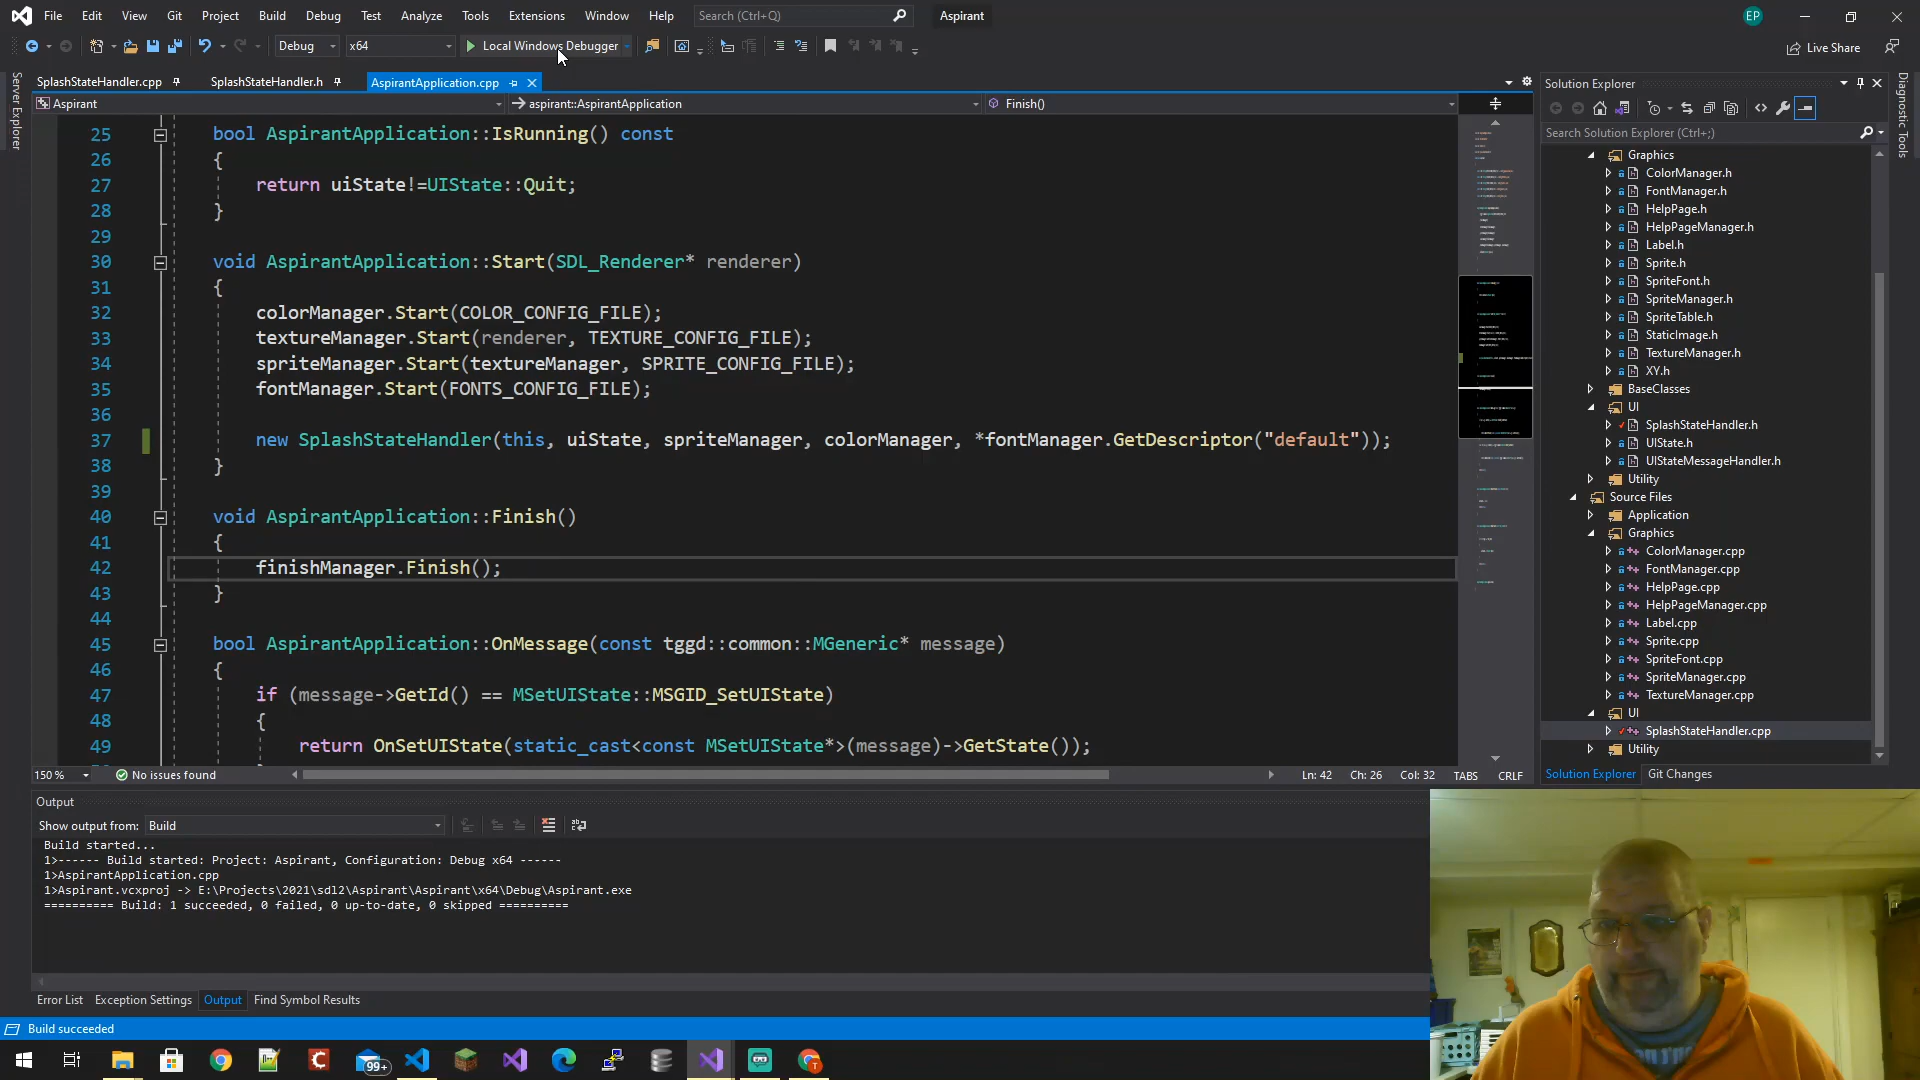 File Edit View Git Project Build Debug Test Analyze Tools Extensions Window Help Search (Ctrl+Q) Aspirant EP
Debug x64 Local Windows Debugger Live Share
SplashStateHandler.cpp SplashStateHandler.h AspirantApplication.cpp
Aspirant aspirant::AspirantApplication Finish()
Server Explorer
25 bool AspirantApplication::IsRunning() const
26 {
27 return uiState!=UIState::Quit;
28 }
29
30 void AspirantApplication::Start(SDL_Renderer* renderer)
31 {
32 colorManager.Start(COLOR_CONFIG_FILE);
33 textureManager.Start(renderer, TEXTURE_CONFIG_FILE);
34 spriteManager.Start(textureManager, SPRITE_CONFIG_FILE);
35 fontManager.Start(FONTS_CONFIG_FILE);
36
37 new SplashStateHandler(this, uiState, spriteManager, colorManager, *fontManager.GetDescriptor("default"));
38 }
39
40 void AspirantApplication::Finish()
41 {
42 finishManager.Finish();
43 }
44
45 bool AspirantApplication::OnMessage(const tggd::common::MGeneric* message)
46 {
47 if (message->GetId() == MSetUIState::MSGID_SetUIState)
48 {
49 return OnSetUIState(static_cast<const MSetUIState*>(message)->GetState());
150 % No issues found Ln: 42 Ch: 26 Col: 32 TABS CRLF
Solution Explorer
Search Solution Explorer (Ctrl+;)
Graphics
ColorManager.h
FontManager.h
HelpPage.h
HelpPageManager.h
Label.h
Sprite.h
SpriteFont.h
SpriteManager.h
SpriteTable.h
StaticImage.h
TextureManager.h
XY.h
BaseClasses
UI
SplashStateHandler.h
UIState.h
UIStateMessageHandler.h
Utility
Source Files
Application
Graphics
ColorManager.cpp
FontManager.cpp
HelpPage.cpp
HelpPageManager.cpp
Label.cpp
Sprite.cpp
SpriteFont.cpp
SpriteManager.cpp
TextureManager.cpp
UI
SplashStateHandler.cpp
Utility
Solution Explorer Git Changes
Diagnostic Tools
Output
Show output from: Build
Build started...
1>------ Build started: Project: Aspirant, Configuration: Debug x64 ------
1>AspirantApplication.cpp
1>Aspirant.vcxproj -> E:\Projects\2021\sdl2\Aspirant\Aspirant\x64\Debug\Aspirant.exe
========== Build: 1 succeeded, 0 failed, 0 up-to-date, 0 skipped ==========
Error List Exception Settings Output Find Symbol Results
Build succeeded
99+